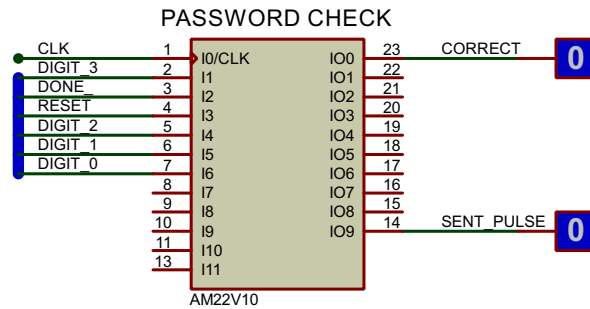 PASSWORD CHECK
CLK 1 I0/CLK IO0 23 CORRECT 0
DIGIT_3 2 I1 IO1 22
DONE_ 3 I2 IO2 21
RESET 4 I3 IO3 20
DIGIT_2 5 I4 IO4 19
DIGIT_1 6 I5 IO5 18
DIGIT_0 7 I6 IO6 17
8 I7 IO7 16
9 I8 IO8 15
10 I9 IO9 14 SENT_PULSE 0
11 I10
13 I11
AM22V10